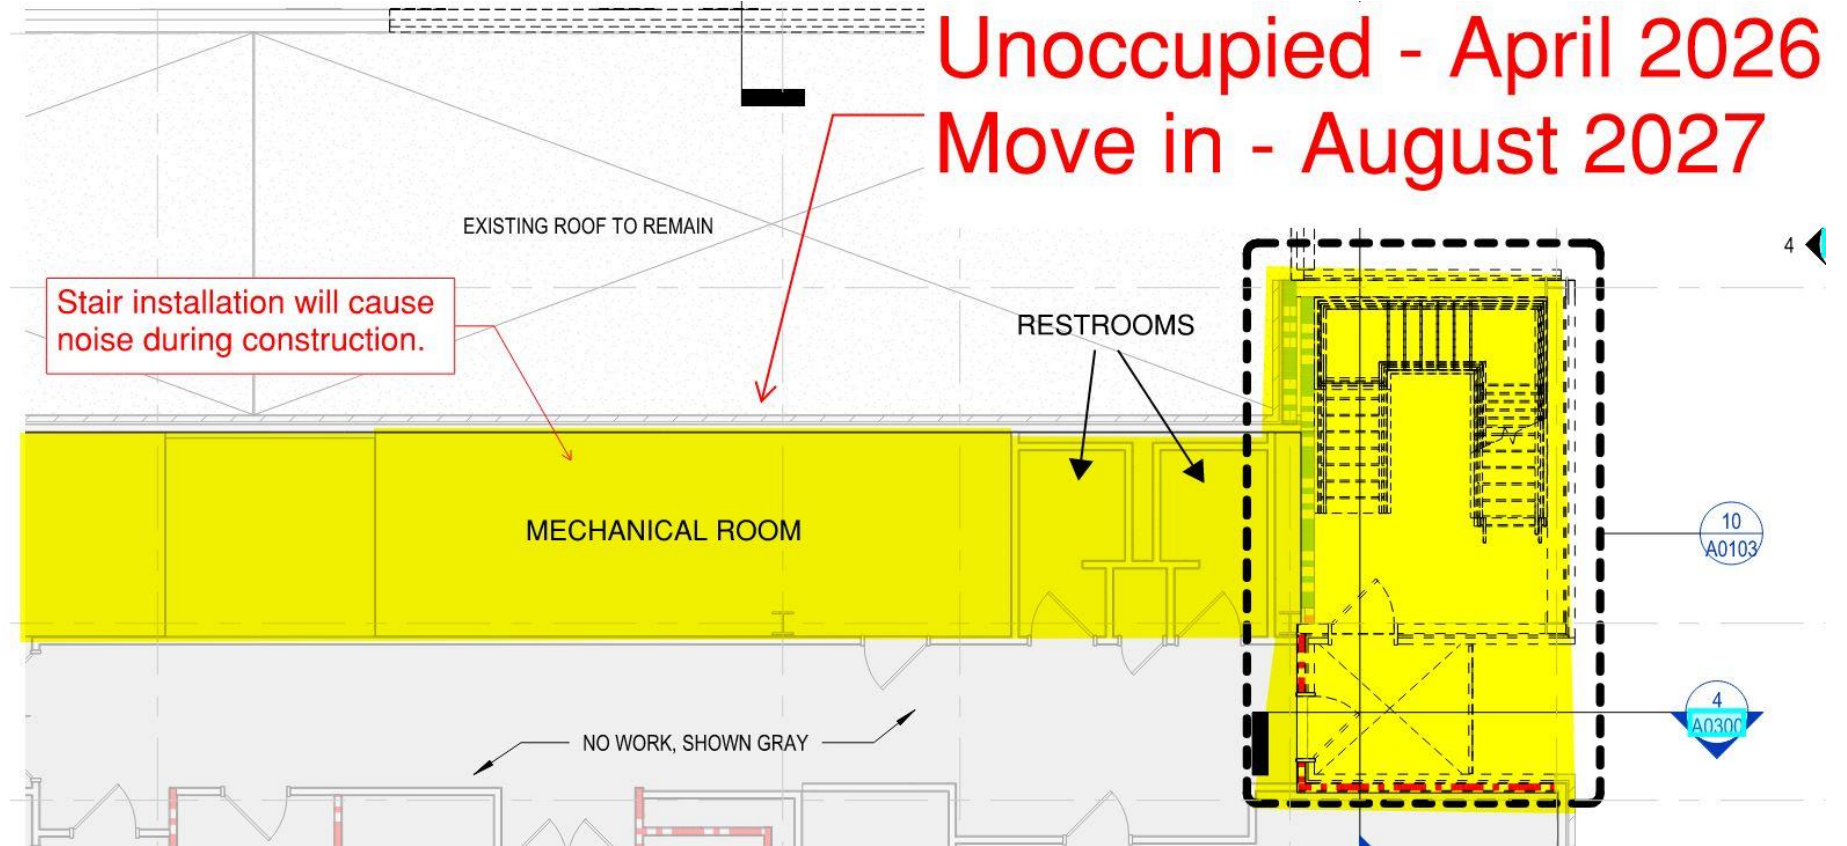 Unoccupied - April 2026
Move in - August 2027
EXISTING ROOF TO REMAIN
4
Stair installation will cause
noise during construction.
RESTROOMS
MECHANICAL ROOM
10
A0103
4
A0300
NO WORK, SHOWN GRAY